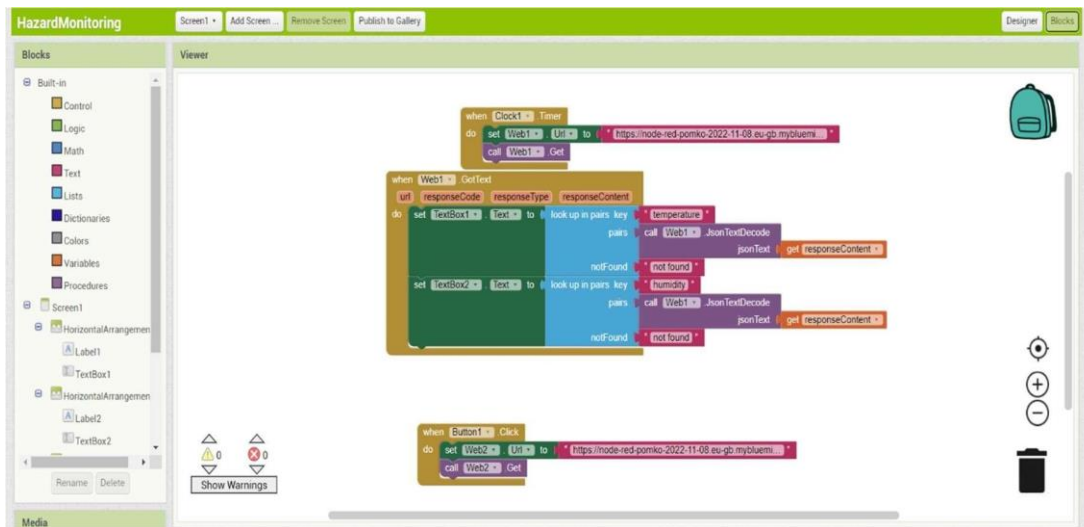 HazardMonitoring
Screen1
Add Screen ...
Remove Screen
Publish to Gallery
Designer
Blocks
Blocks
Viewer
Built-in
Control
Logic
Math
Text
Lists
Dictionaries
Colors
Variables
Procedures
Screen1
HorizontalArrangemen
Label1
TextBox1
HorizontalArrangemen
Label2
TextBox2
Rename
Delete
Media
when Clock1 .Timer
do set Web1 . Url to " https://node-red-pomko-2022-11-08.eu-gb.mybluemi... "
call Web1 .Get
when Web1 .GotText
url responseCode responseType responseContent
do set TextBox1 . Text to look up in pairs key " temperature "
pairs call Web1 .JsonTextDecode
jsonText get responseContent
notFound " not found "
set TextBox2 . Text to look up in pairs key " humidity "
pairs call Web1 .JsonTextDecode
jsonText get responseContent
notFound " not found "
when Button1 .Click
do set Web2 . Url to " https://node-red-pomko-2022-11-08.eu-gb.mybluemi... "
call Web2 .Get
0 0
Show Warnings